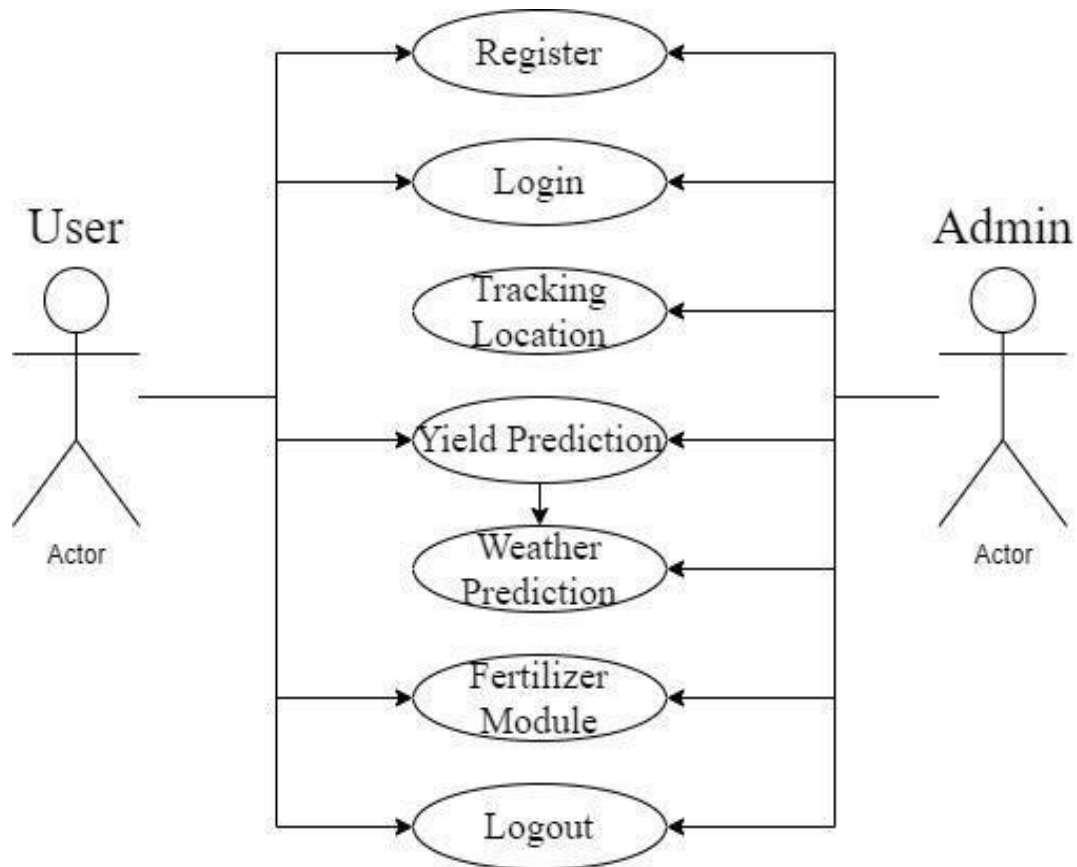 Register
Login
User
Admin
Tracking
Location
Yield Prediction
Actor
Weather
Prediction
Actor
Fertilizer
Module
Logout